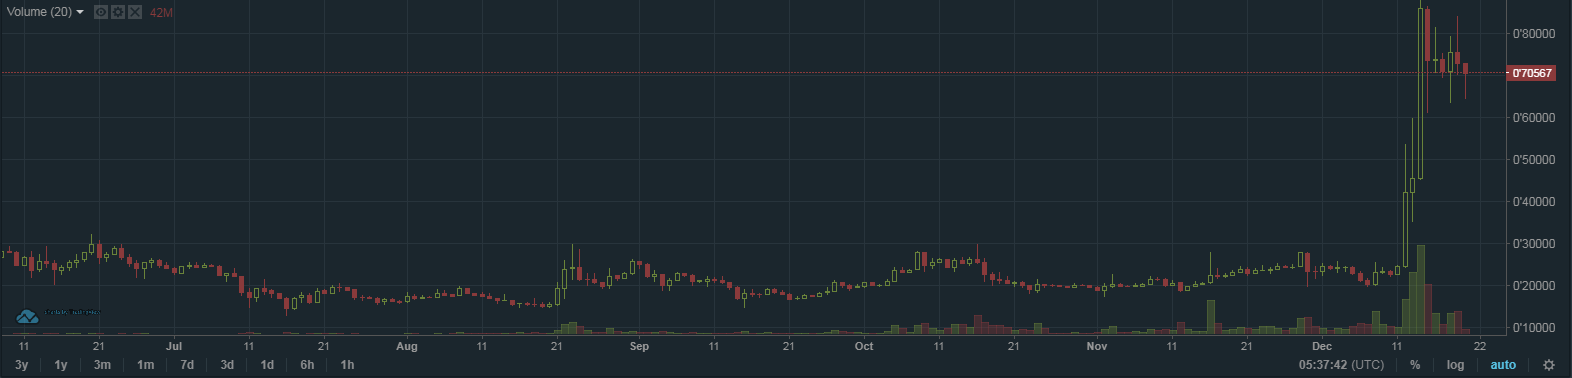 Volume (20) 42M
0'80000
0'70567
0'60000
0'50000
0'40000
0'30000
0'20000
0'10000
11 21 Jul 11 21 Aug 11 21 Sep 11 21 Oct 11 21 Nov 11 21 Dec 11 22
3y 1y 3m 1m 7d 3d 1d 6h 1h 05:37:42 (UTC) % log auto